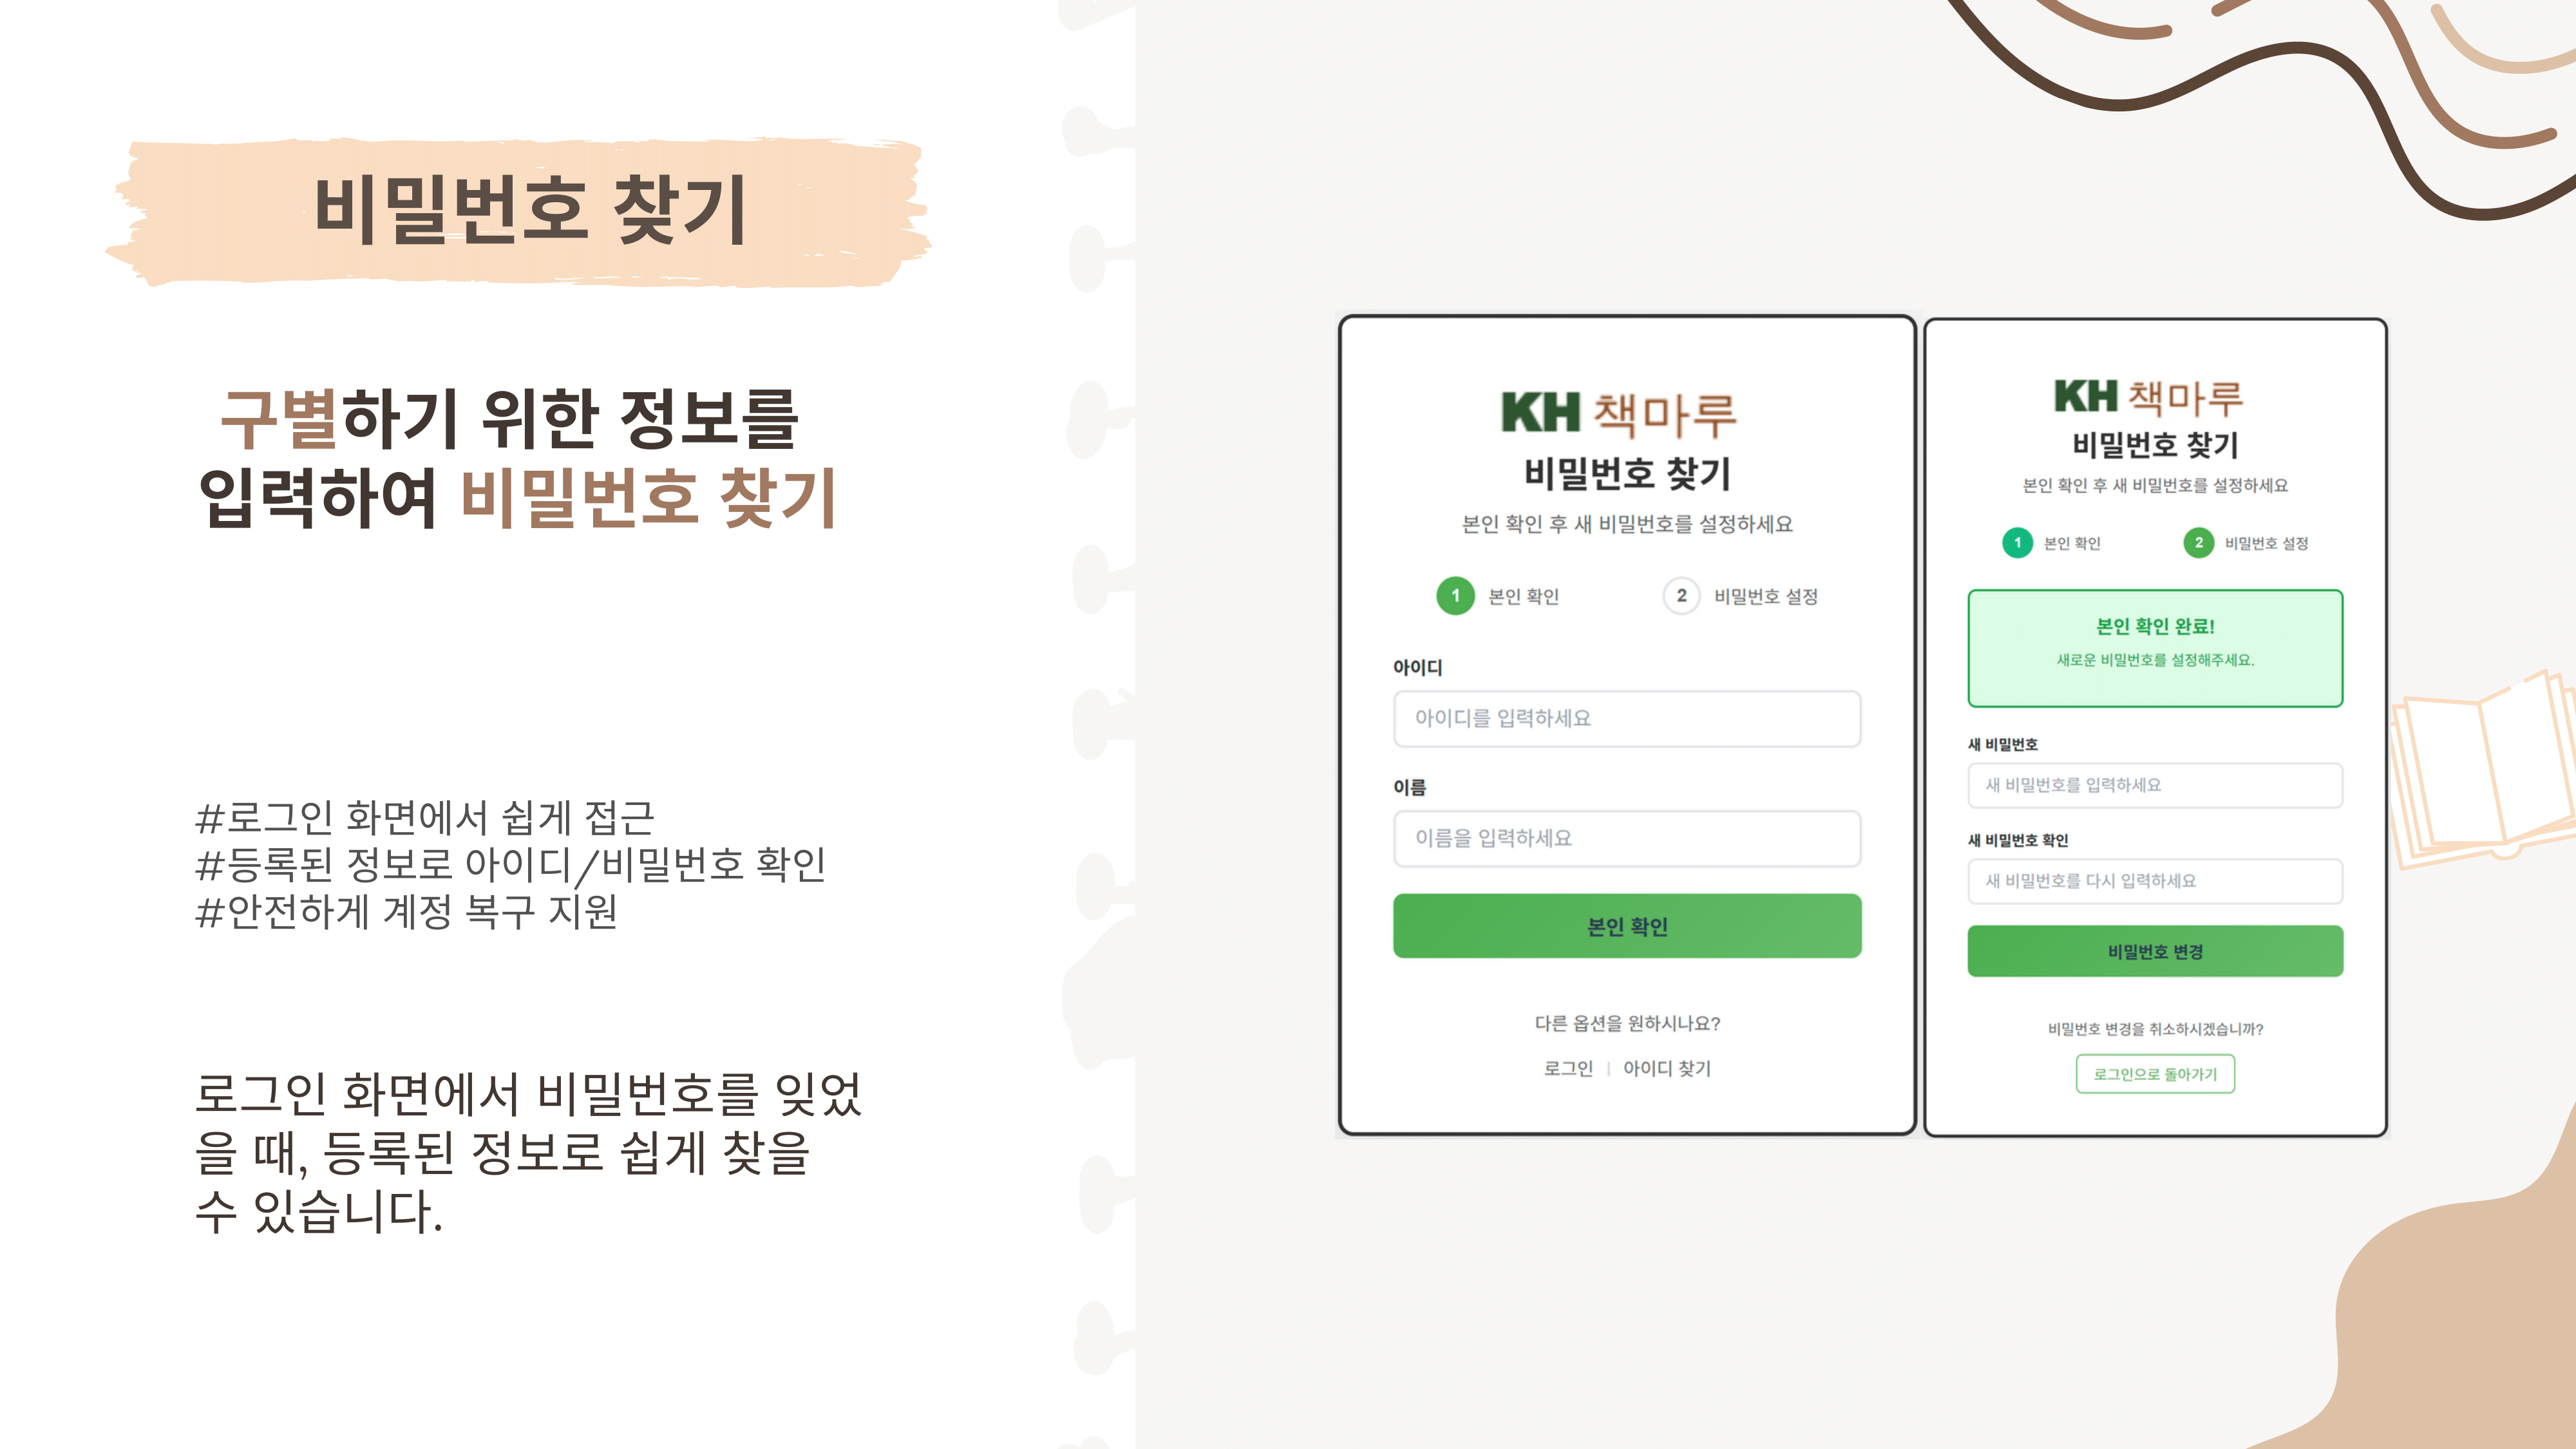 비밀번호 찾기
구별하기 위한 정보를
입력하여 비밀번호 찾기
#로그인 화면에서 쉽게 접근
#등록된 정보로 아이디/비밀번호 확인
#안전하게 계정 복구 지원
로그인 화면에서 비밀번호를 잊었
을 때, 등록된 정보로 쉽게 찾을
수 있습니다.
KH 책마루
비밀번호 찾기
본인 확인 후 새 비밀번호를 설정하세요
1 본인 확인 2 비밀번호 설정
아이디
아이디를 입력하세요
이름
이름을 입력하세요
본인 확인
다른 옵션을 원하시나요?
로그인 | 아이디 찾기
KH 책마루
비밀번호 찾기
본인 확인 후 새 비밀번호를 설정하세요
1 본인 확인 2 비밀번호 설정
본인 확인 완료!
새로운 비밀번호를 설정해주세요.
새 비밀번호
새 비밀번호를 입력하세요
새 비밀번호 확인
새 비밀번호를 다시 입력하세요
비밀번호 변경
비밀번호 변경을 취소하시겠습니까?
로그인으로 돌아가기